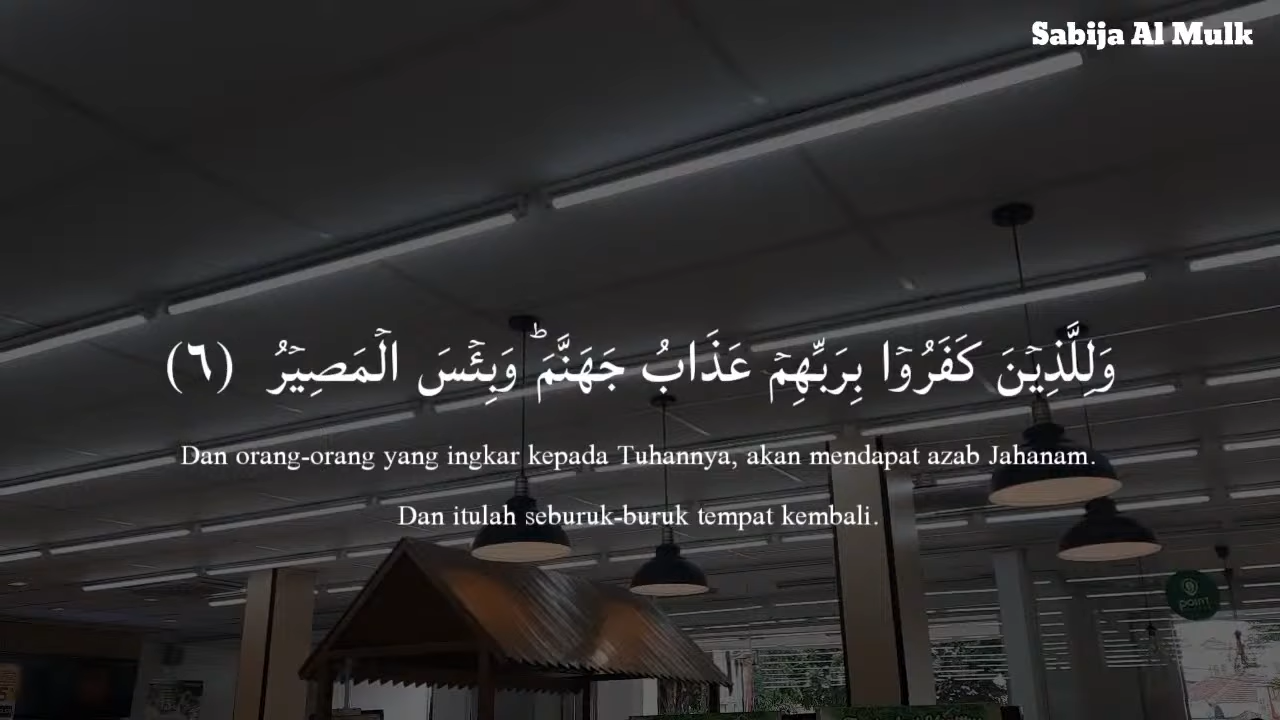 Sabija Al Mulk
وَلِلَّذِيْنَ كَفَرُوْا بِرَبِّهِمْ عَذَابُ جَهَنَّمَۗ وَبِئْسَ الْمَصِيْرُ (٦)
Dan orang-orang yang ingkar kepada Tuhannya, akan mendapat azab Jahanam.
Dan itulah seburuk-buruk tempat kembali.
point